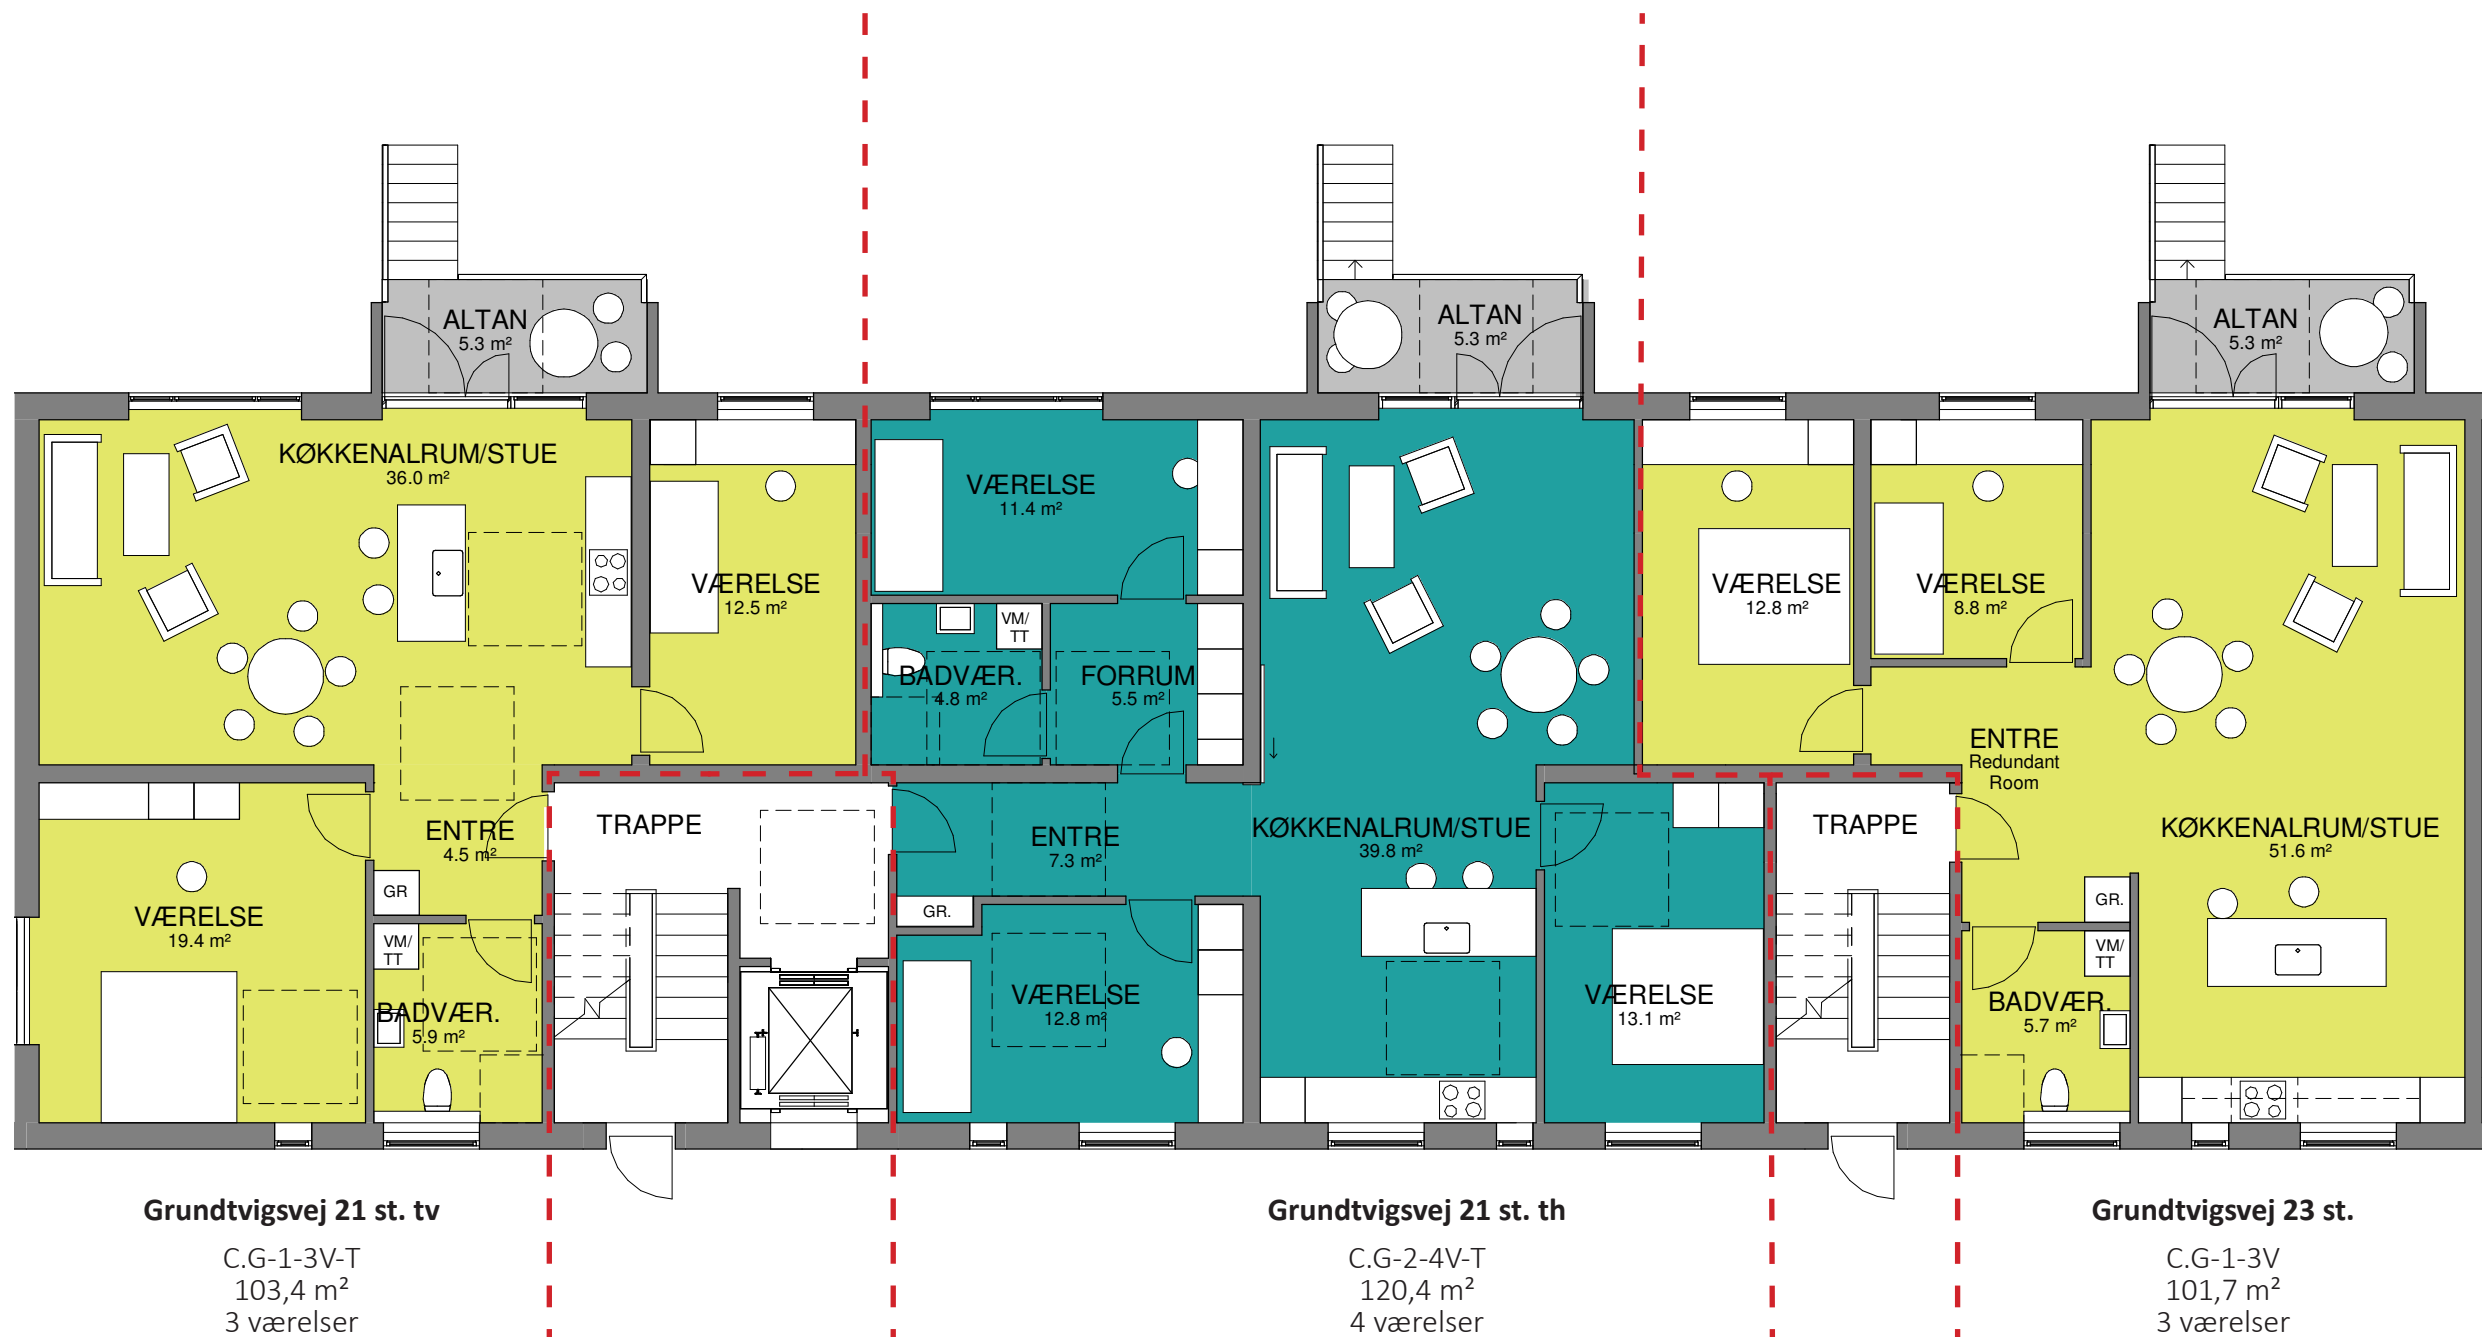 ALTAN
5.3 m²
KØKKENALRUM/STUE
36.0 m²
VÆRELSE
12.5 m²
ENTRE
4.5 m²
GR
VÆRELSE
19.4 m²
VM/
TT
BADVÆR.
5.9 m²
TRAPPE
VÆRELSE
11.4 m²
VM/
TT
BADVÆR.
4.8 m²
FORRUM
5.5 m²
ENTRE
7.3 m²
GR.
VÆRELSE
12.8 m²
ALTAN
5.3 m²
KØKKENALRUM/STUE
39.8 m²
VÆRELSE
13.1 m²
TRAPPE
VÆRELSE
12.8 m²
VÆRELSE
8.8 m²
ALTAN
5.3 m²
ENTRE
Redundant
Room
KØKKENALRUM/STUE
51.6 m²
GR.
VM/
TT
BADVÆR.
5.7 m²
Grundtvigsvej 21 st. tv
C.G-1-3V-T
103,4 m²
3 værelser
Grundtvigsvej 21 st. th
C.G-2-4V-T
120,4 m²
4 værelser
Grundtvigsvej 23 st.
C.G-1-3V
101,7 m²
3 værelser